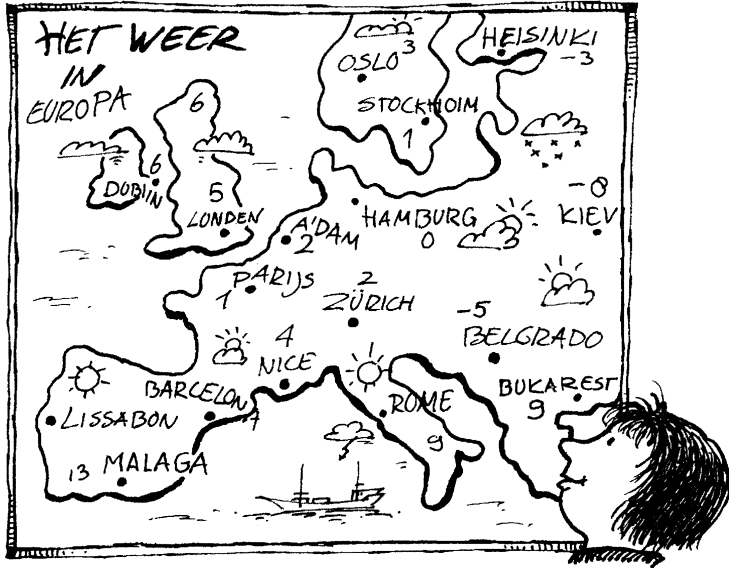 HET WEER
IN
EUROPA
OSLO 3
HELSINKI
-3
STOCKHOLM
1
6
6
DUBLIN
5
LONDEN
A'DAM
2
HAMBURG
0
-8
KIEV
PARIJS
1
2
ZÜRICH
-5
BELGRADO
4
NICE
BARCELONA
ROME
9
BUKAREST
9
LISSABON
13 MALAGA